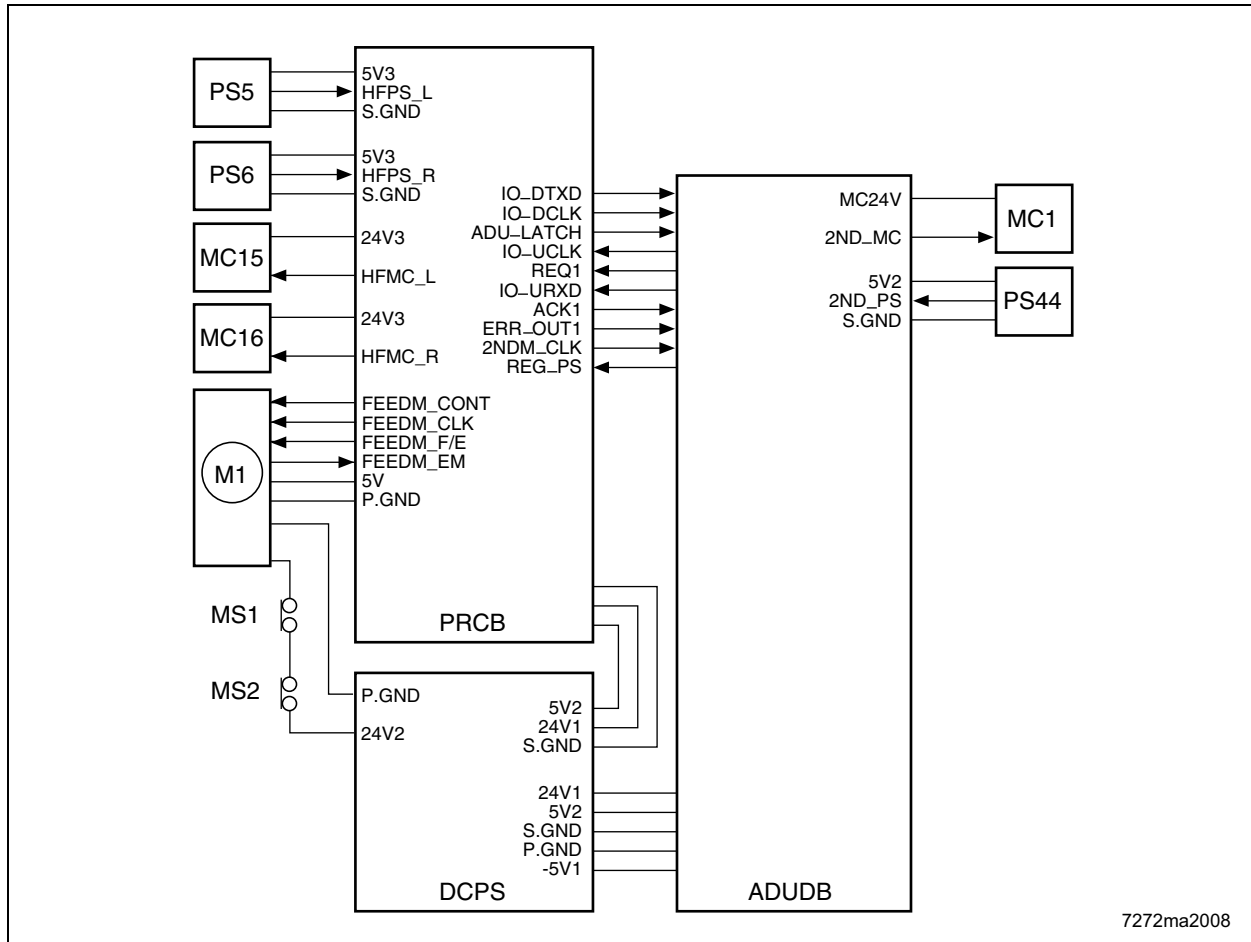 PS5
5V3
HFPS_L
S.GND
PS6
5V3
HFPS_R
S.GND
MC15
24V3
HFMC_L
MC16
24V3
HFMC_R
M1
FEEDM_CONT
FEEDM_CLK
FEEDM_F/E
FEEDM_EM
5V
P.GND
IO_DTXD
IO_DCLK
ADU_LATCH
IO_UCLK
REQ1
IO_URXD
ACK1
ERR_OUT1
2NDM_CLK
REG_PS
PRCB
MS1
MS2
P.GND
24V2
5V2
24V1
S.GND
24V1
5V2
S.GND
P.GND
-5V1
DCPS
MC24V
2ND_MC
5V2
2ND_PS
S.GND
MC1
PS44
ADUDB
7272ma2008